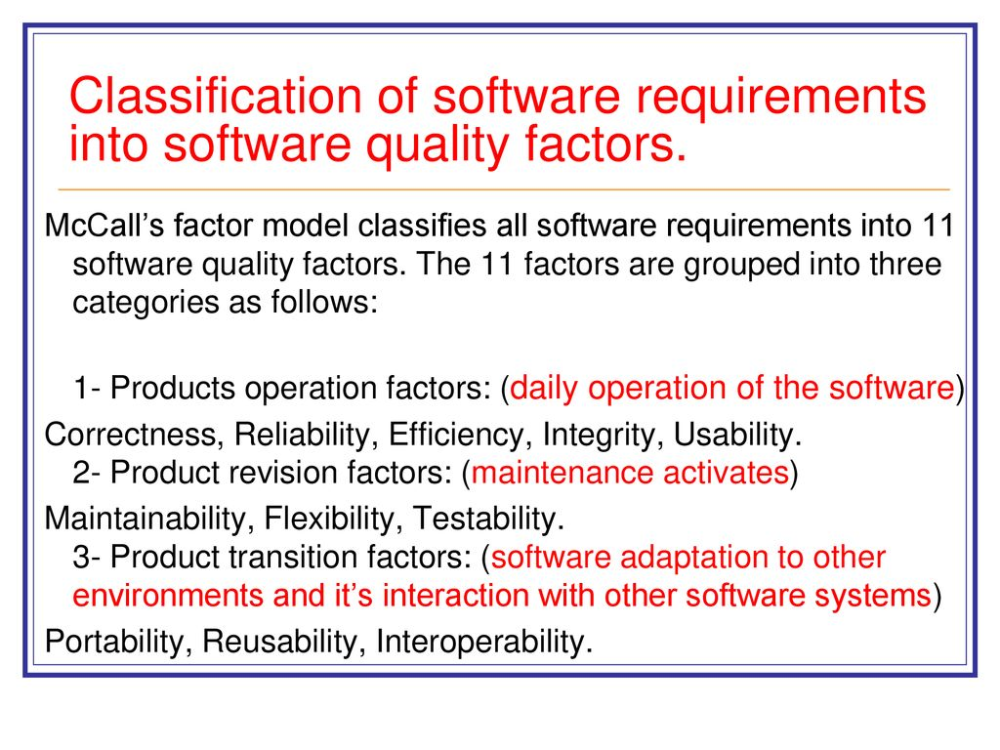 Classification of software requirements
into software quality factors.
McCall’s factor model classifies all software requirements into 11
software quality factors. The 11 factors are grouped into three
categories as follows:
1- Products operation factors: (daily operation of the software)
Correctness, Reliability, Efficiency, Integrity, Usability.
2- Product revision factors: (maintenance activates)
Maintainability, Flexibility, Testability.
3- Product transition factors: (software adaptation to other
environments and it’s interaction with other software systems)
Portability, Reusability, Interoperability.